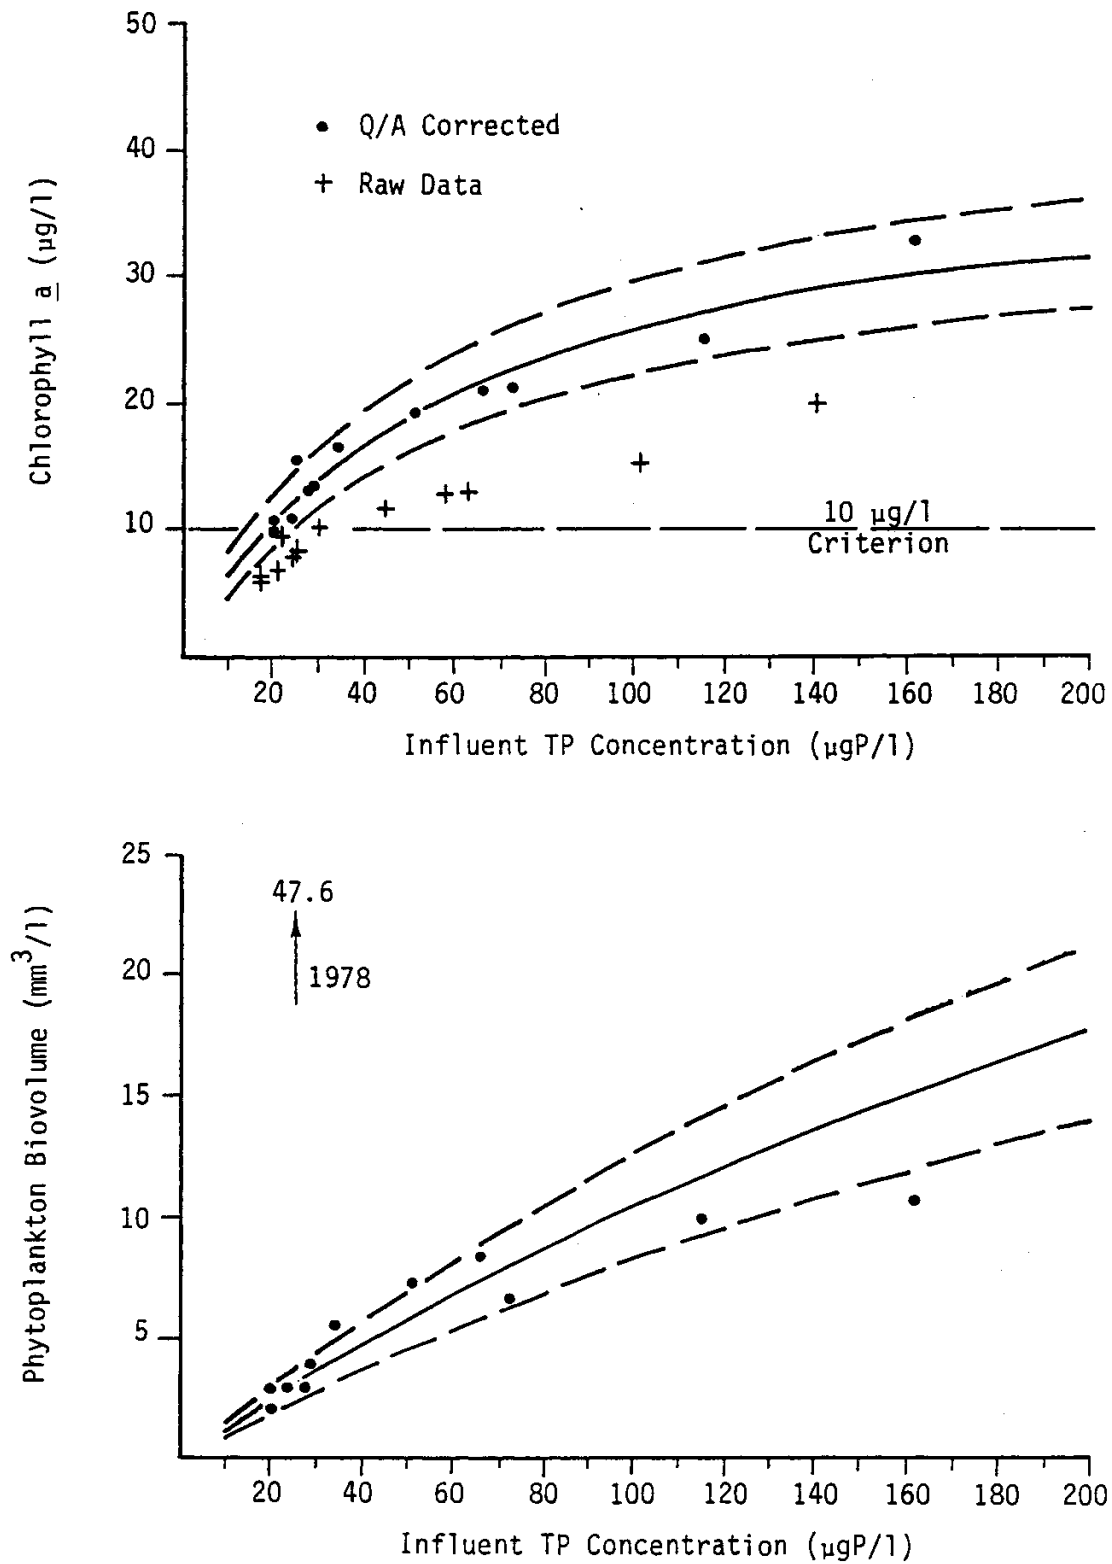 50
40
30
20
10
Chlorophyll a (µg/l)
Q/A Corrected
Raw Data
10 µg/l
Criterion
20 40 60 80 100 120 140 160 180 200
Influent TP Concentration (µgP/l)
25
20
15
10
5
Phytoplankton Biovolume (mm³/l)
47.6
1978
20 40 60 80 100 120 140 160 180 200
Influent TP Concentration (µgP/l)